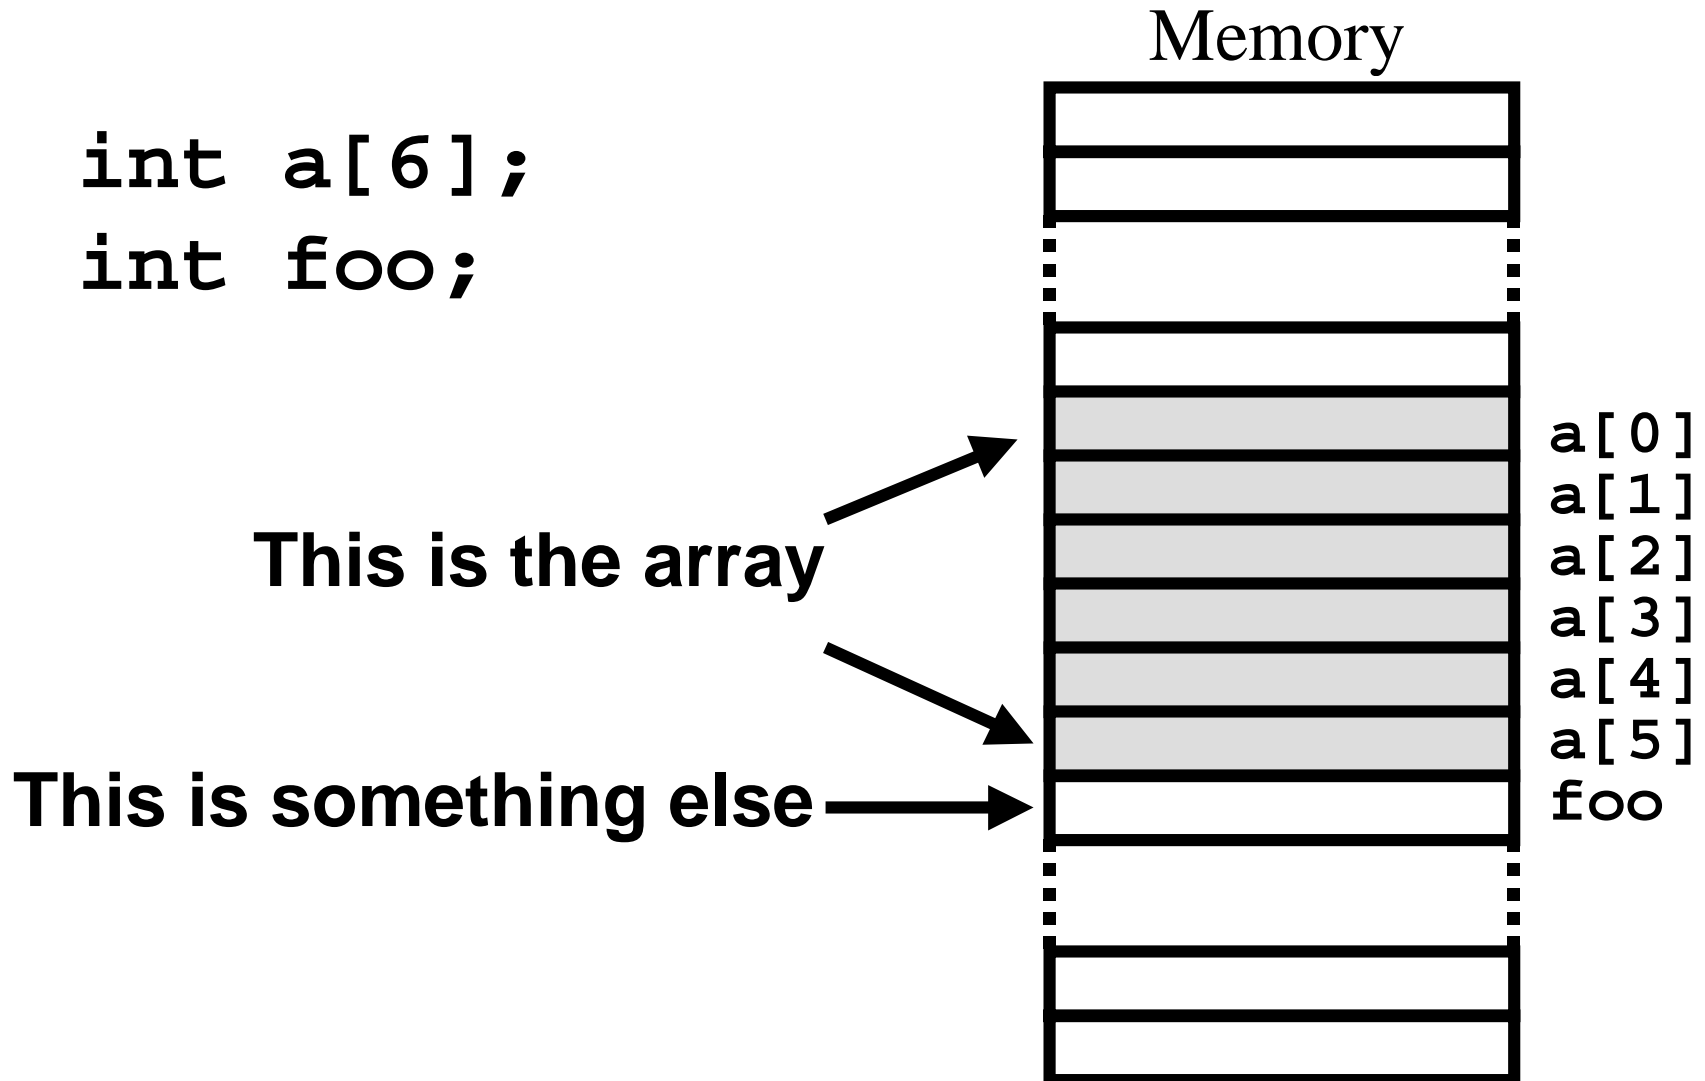 Memory
int a[6];
int foo;
a[0]
a[1]
This is the array
a[2]
a[3]
a[4]
a[5]
This is something else
foo